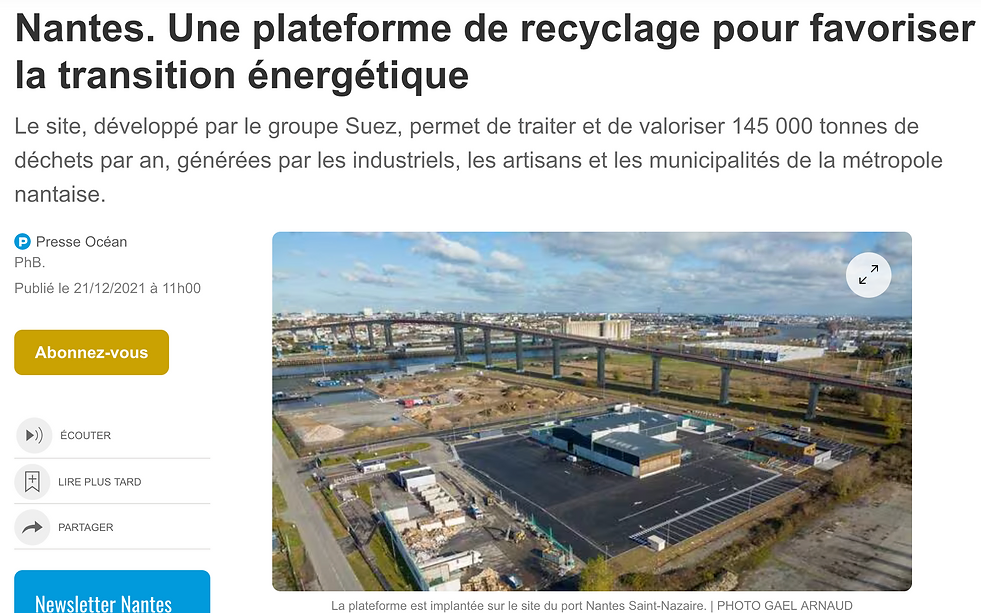 Nantes. Une plateforme de recyclage pour favoriser
la transition énergétique
Le site, développé par le groupe Suez, permet de traiter et de valoriser 145 000 tonnes de
déchets par an, générées par les industriels, les artisans et les municipalités de la métropole
nantaise.
P Presse Océan
PhB.
Publié le 21/12/2021 à 11h00
Abonnez-vous
ÉCOUTER
LIRE PLUS TARD
PARTAGER
Newsletter Nantes
La plateforme est implantée sur le site du port Nantes Saint-Nazaire. | PHOTO GAEL ARNAUD